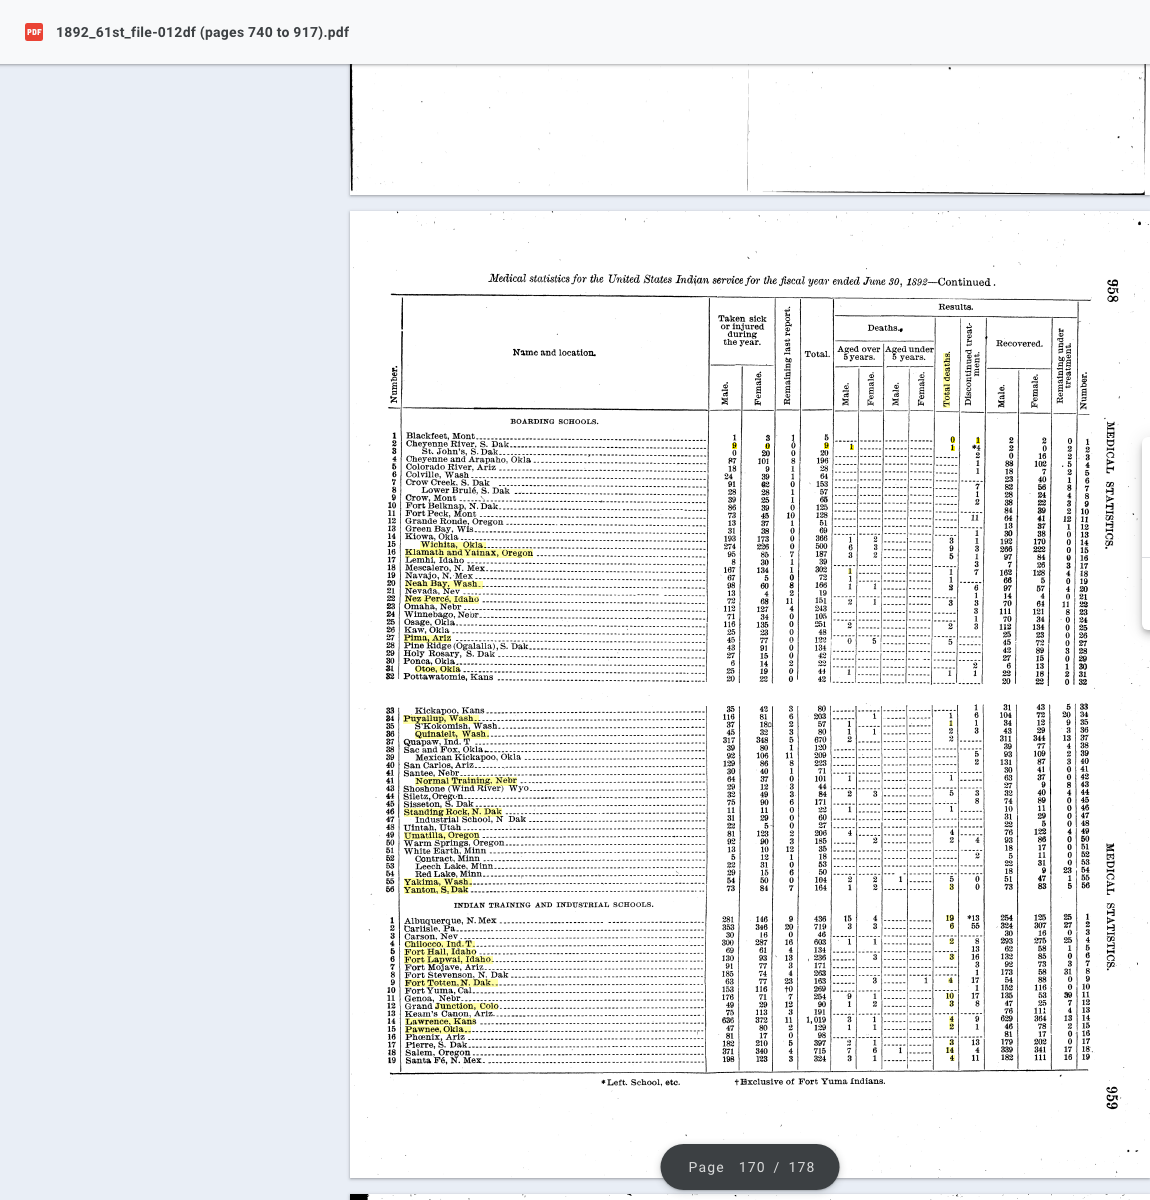 PDF 1892_61st_file-012df (pages 740 to 917).pdf
Medical statistics for the United States Indian service for the fiscal year ended June 30, 1892—Continued.
958
Number. Name and location. Taken sick or injured during the year. Remaining last report. Total. Results. Number.
Deaths. Total deaths. Discontinued treatment. Recovered. Remaining under treatment.
Aged over 5 years. Aged under 5 years.
Male. Female. Male. Female. Male. Female. Male. Female.
BOARDING SCHOOLS.
1 Blackfeet, Mont 1 3 1 5 0 1 2 2 0 1
2 Cheyenne River, S. Dak 9 0 0 9 1 1 *4 2 0 2 2
3 St. John's, S. Dak 0 20 0 20 2 0 16 2 3
4 Cheyenne and Arapaho, Okla 87 101 8 196 1 88 102 5 4
5 Colorado River, Ariz 18 9 1 28 1 18 7 2 5
6 Colville, Wash 24 39 1 64 23 40 1 6
7 Crow Creek, S. Dak 91 62 0 153 7 82 56 8 7
8 Lower Brulé, S. Dak 28 28 1 57 1 28 24 4 8
9 Crow, Mont 39 25 1 65 2 38 22 3 9
10 Fort Belknap, N. Dak 86 39 0 125 84 39 2 10
11 Fort Peck, Mont 73 45 10 128 11 64 41 12 11
12 Grande Ronde, Oregon 13 37 1 51 13 37 1 12
13 Green Bay, Wis 31 38 0 69 1 30 38 0 13
14 Kiowa, Okla 193 173 0 366 1 2 3 1 192 170 0 14
15 Wichita, Okla 274 226 0 500 6 3 9 3 266 222 0 15
16 Klamath and Yainax, Oregon 95 85 7 187 3 2 5 1 97 84 0 16
17 Lemhi, Idaho 8 30 1 39 3 7 26 3 17
18 Mescalero, N. Mex 167 134 1 302 1 1 7 162 128 4 18
19 Navajo, N. Mex 67 5 0 72 1 1 66 5 0 19
20 Neah Bay, Wash 98 60 8 166 1 1 2 6 97 57 4 20
21 Nevada, Nev 13 4 2 19 1 14 4 0 21
22 Nez Percé, Idaho 72 68 11 151 2 1 3 3 70 64 11 22
23 Omaha, Nebr 112 127 4 243 3 111 121 8 23
24 Winnebago, Nebr 71 34 0 105 1 70 34 0 24
25 Osage, Okla 116 135 0 251 2 2 3 112 134 0 25
26 Kaw, Okla 25 23 0 48 25 23 0 26
27 Pima, Ariz 45 77 0 122 0 5 5 45 72 0 27
28 Pine Ridge (Ogalalla), S. Dak 43 91 0 134 42 89 3 28
29 Holy Rosary, S. Dak 27 15 0 42 27 15 0 29
30 Ponca, Okla 6 14 2 22 2 6 13 1 30
31 Otoe, Okla 25 19 0 44 1 1 1 22 18 2 31
32 Pottawatomie, Kans 20 22 0 42 20 22 0 32
MEDICAL STATISTICS.
33 Kickapoo, Kans 35 42 3 80 1 31 43 5 33
34 Puyallup, Wash 116 81 6 203 1 1 6 104 72 20 34
35 S'Kokomish, Wash 37 18 2 57 1 1 1 34 12 9 35
36 Quinaielt, Wash 45 32 3 80 1 1 2 3 43 29 3 36
37 Quapaw, Ind. T 317 348 5 670 2 2 311 344 13 37
38 Sac and Fox, Okla 39 80 1 120 39 77 4 38
39 Mexican Kickapoo, Okla 92 106 11 209 5 93 109 2 39
40 San Carlos, Ariz 129 86 8 223 2 131 87 3 40
41 Santee, Nebr 30 40 1 71 30 41 0 41
41 Normal Training, Nebr 64 37 0 101 1 1 63 37 0 42
43 Shoshone (Wind River) Wyo 29 12 3 44 27 9 8 43
44 Siletz, Oregon 32 49 3 84 2 3 5 3 32 40 4 44
45 Sisseton, S. Dak 75 90 6 171 8 74 89 0 45
46 Standing Rock, N. Dak 11 11 0 22 1 1 10 11 0 46
47 Industrial School, N Dak 31 29 0 60 31 29 0 47
48 Uintah, Utah 22 5 0 27 22 5 0 48
49 Umatilla, Oregon 81 123 2 206 4 4 76 122 4 49
50 Warm Springs, Oregon 92 90 3 185 2 2 4 93 86 0 50
51 White Earth, Minn 13 10 12 35 18 17 0 51
52 Contract, Minn 5 12 1 18 2 5 11 0 52
53 Leech Lake, Minn 22 31 0 53 22 31 0 53
54 Red Lake, Minn 29 15 6 50 18 9 23 54
55 Yakima, Wash 54 50 0 104 2 2 1 5 0 51 47 1 55
56 Yanton, S. Dak 73 84 7 164 1 2 3 0 73 83 5 56
INDIAN TRAINING AND INDUSTRIAL SCHOOLS.
1 Albuquerque, N. Mex 281 146 9 436 15 4 19 *13 254 125 25 1
2 Carlisle, Pa 353 346 20 719 3 3 6 55 324 307 27 2
3 Carson, Nev 30 16 0 46 30 16 0 3
4 Chilocco, Ind. T 300 287 16 603 1 1 2 8 293 275 25 4
5 Fort Hall, Idaho 69 61 4 134 13 62 58 1 5
6 Fort Lapwai, Idaho 130 93 13 236 3 3 16 132 85 0 6
7 Fort Mojave, Ariz 91 77 3 171 3 92 73 3 7
8 Fort Stevenson, N. Dak 185 74 4 263 1 173 58 31 8
9 Fort Totten, N. Dak 63 77 23 163 3 1 4 17 54 88 0 9
10 Fort Yuma, Cal 153 116 †0 269 1 152 116 0 10
11 Genoa, Nebr 176 71 7 254 9 1 10 17 135 53 39 11
12 Grand Junction, Colo 49 29 12 90 1 2 3 8 47 25 7 12
13 Keam's Canon, Ariz 75 113 3 191 76 111 4 13
14 Lawrence, Kans 636 372 11 1,019 3 1 4 9 629 364 13 14
15 Pawnee, Okla 47 80 2 129 1 1 2 1 46 78 2 15
16 Phœnix, Ariz 81 17 0 98 81 17 0 16
17 Pierre, S. Dak 182 210 5 397 2 1 3 13 179 202 0 17
18 Salem, Oregon 371 340 4 715 7 6 1 14 4 339 341 17 18
9 Santa Fé, N. Mex 198 123 3 324 3 1 4 11 182 111 16 19
MEDICAL STATISTICS.
*Left. School, etc. †Exclusive of Fort Yuma Indians.
959
Page 170 / 178